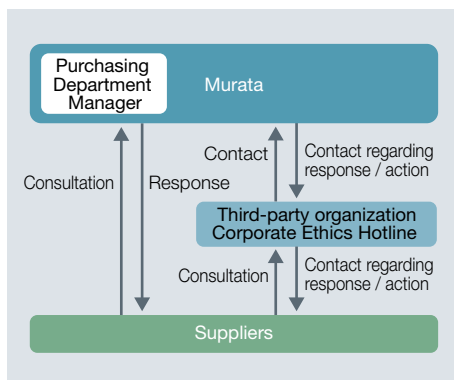 Purchasing
Department
Manager
Murata
Contact
Contact regarding
response / action
Consultation
Response
Third-party organization
Corporate Ethics Hotline
Consultation
Contact regarding
response / action
Suppliers